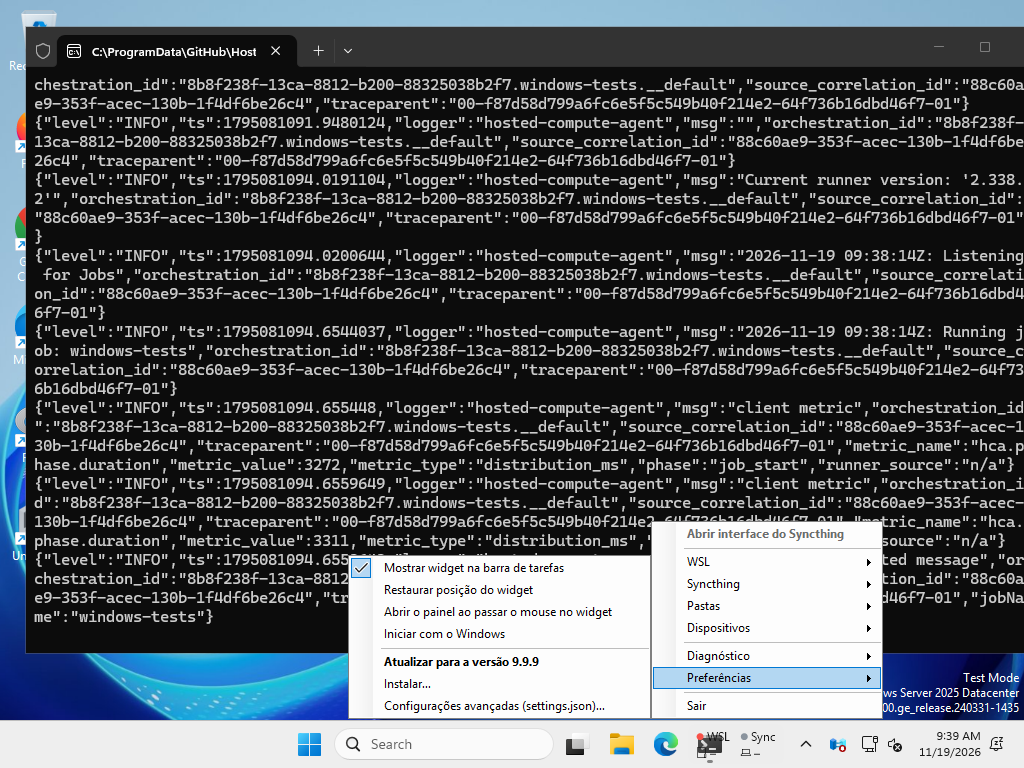 C:\ProgramData\GitHub\Host
chestration_id":"8b8f238f-13ca-8812-b200-88325038b2f7.windows-tests.__default","source_correlation_id":"88c60a
e9-353f-acec-130b-1f4df6be26c4","traceparent":"00-f87d58d799a6fc6e5f5c549b40f214e2-64f736b16dbd46f7-01"}
{"level":"INFO","ts":1795081091.9480124,"logger":"hosted-compute-agent","msg":"","orchestration_id":"8b8f238f-
13ca-8812-b200-88325038b2f7.windows-tests.__default","source_correlation_id":"88c60ae9-353f-acec-130b-1f4df6be
26c4","traceparent":"00-f87d58d799a6fc6e5f5c549b40f214e2-64f736b16dbd46f7-01"}
{"level":"INFO","ts":1795081094.0191104,"logger":"hosted-compute-agent","msg":"Current runner version: '2.338.
2'","orchestration_id":"8b8f238f-13ca-8812-b200-88325038b2f7.windows-tests.__default","source_correlation_id":
"88c60ae9-353f-acec-130b-1f4df6be26c4","traceparent":"00-f87d58d799a6fc6e5f5c549b40f214e2-64f736b16dbd46f7-01"
}
{"level":"INFO","ts":1795081094.0200644,"logger":"hosted-compute-agent","msg":"2026-11-19 09:38:14Z: Listening
for Jobs","orchestration_id":"8b8f238f-13ca-8812-b200-88325038b2f7.windows-tests.__default","source_correlati
on_id":"88c60ae9-353f-acec-130b-1f4df6be26c4","traceparent":"00-f87d58d799a6fc6e5f5c549b40f214e2-64f736b16dbd4
6f7-01"}
{"level":"INFO","ts":1795081094.6544037,"logger":"hosted-compute-agent","msg":"2026-11-19 09:38:14Z: Running j
ob: windows-tests","orchestration_id":"8b8f238f-13ca-8812-b200-88325038b2f7.windows-tests.__default","source_c
orrelation_id":"88c60ae9-353f-acec-130b-1f4df6be26c4","traceparent":"00-f87d58d799a6fc6e5f5c549b40f214e2-64f73
6b16dbd46f7-01"}
{"level":"INFO","ts":1795081094.655448,"logger":"hosted-compute-agent","msg":"client metric","orchestration_id
":"8b8f238f-13ca-8812-b200-88325038b2f7.windows-tests.__default","source_correlation_id":"88c60ae9-353f-acec-1
30b-1f4df6be26c4","traceparent":"00-f87d58d799a6fc6e5f5c549b40f214e2-64f736b16dbd46f7-01","metric_name":"hca.p
hase.duration","metric_value":3272,"metric_type":"distribution_ms","phase":"job_start","runner_source":"n/a"}
{"level":"INFO","ts":1795081094.6559649,"logger":"hosted-compute-agent","msg":"client metric","orchestration_i
d":"8b8f238f-13ca-8812-b200-88325038b2f7.windows-tests.__default","source_correlation_id":"88c60ae9-353f-acec-
130b-1f4df6be26c4","traceparent":"00-f87d58d799a6fc6e5f5c549b40f214e2
"metric_name":"hca.
phase.duration","metric_value":3311,"metric_type":"distribution_ms","
source":"n/a"}
{"level":"INFO","ts":1795081094.655
ted message","or
chestration_id":"8b8f238f-13ca-8812
on_id":"88c60a
e9-353f-acec-130b-1f4df6be26c4","tr
d46f7-01","jobNa
me":"windows-tests"}
Abrir interface do Syncthing
WSL
Syncthing
Pastas
Dispositivos
Diagnóstico
Preferências
Sair
Mostrar widget na barra de tarefas
Restaurar posição do widget
Abrir o painel ao passar o mouse no widget
Iniciar com o Windows
Atualizar para a versão 9.9.9
Instalar...
Configurações avançadas (settings.json)...
Test Mode
ws Server 2025 Datacenter
00.ge_release.240331-1435
Search
WSL
Sync
9:39 AM
11/19/2026